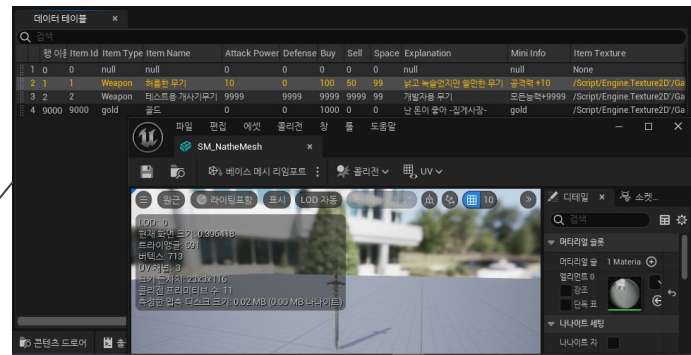 데이터 테이블 ×
검색
행 이름 Item Id Item Type Item Name Attack Power Defense Buy Sell Space Explanation Mini Info Item Texture
1 0 0 null null 0 0 0 0 0 null null None
2 1 1 Weapon 허름한 무기 10 0 100 50 99 낡고 녹슬었지만 쓸만한 무기 공격력 +10 /Script/Engine.Texture2D'/Ga
3 2 2 Weapon 테스트용 개사기무기 9999 9999 9999 9999 99 개발자용 무기 모든능력+9999 /Script/Engine.Texture2D'/Ga
4 9000 9000 gold 골드 0 0 1000 0 0 난 돈이 좋아 -집게사장- gold /Script/Engine.Texture2D'/Ga
파일 편집 에셋 콜리전 창 툴 도움말
SM_NatheMesh ×
베이스 메시 리임포트 콜리전 UV
원근 라이팅포함 표시 LOD 자동 10
디테일 × 소켓...
검색
LOD: 0
현재 화면 크기: 0.396418
트라이앵글: 691
버텍스: 713
UV 채널: 3
크기 근사치: 23x3x116
콜리전 프리미티브 수: 11
측정한 압축 디스크 크기: 0.02 MB (0.00 MB 나나이트)
머티리얼 슬롯
머티리얼 슬 1 Materia
엘리먼트 0
강조
단독 표
나나이트 세팅
나나이트 지
콘텐츠 드로어 출